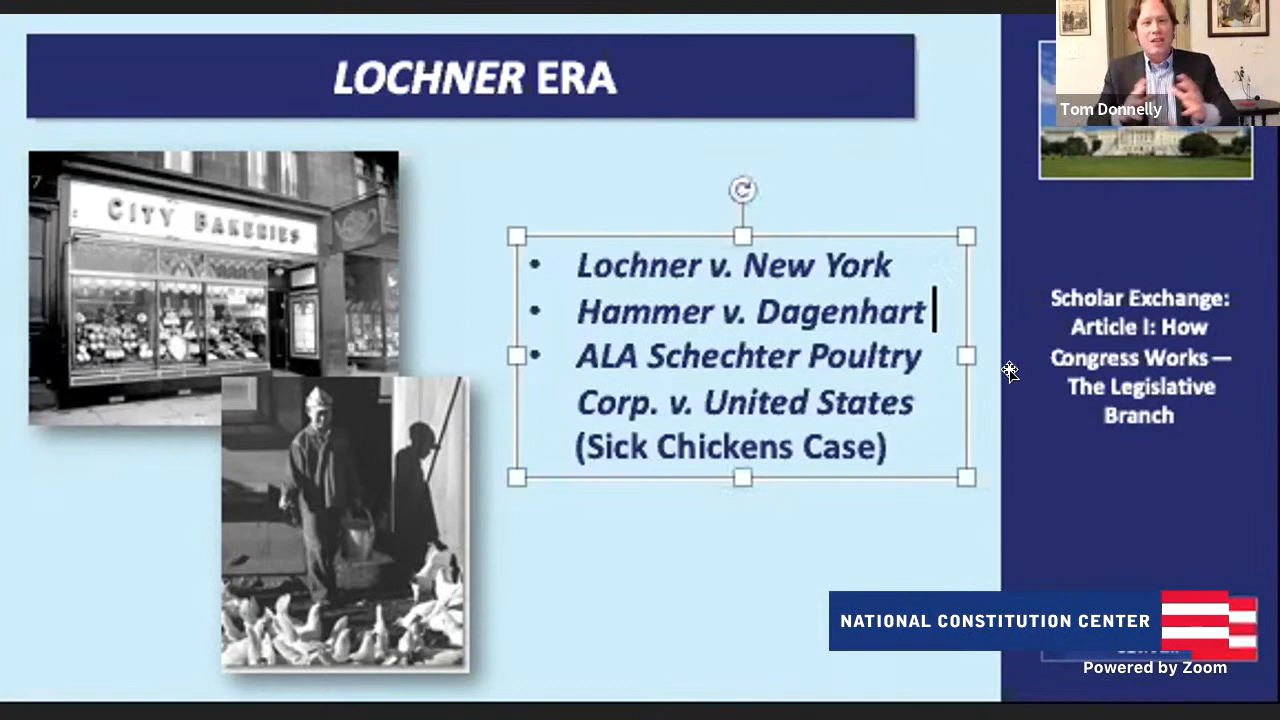 LOCHNER ERA
Tom Donnelly
7
CITY BAKERIES
• Lochner v. New York
• Hammer v. Dagenhart
• ALA Schechter Poultry
Corp. v. United States
(Sick Chickens Case)
Scholar Exchange:
Article I: How
Congress Works —
The Legislative
Branch
NATIONAL CONSTITUTION CENTER
Powered by Zoom